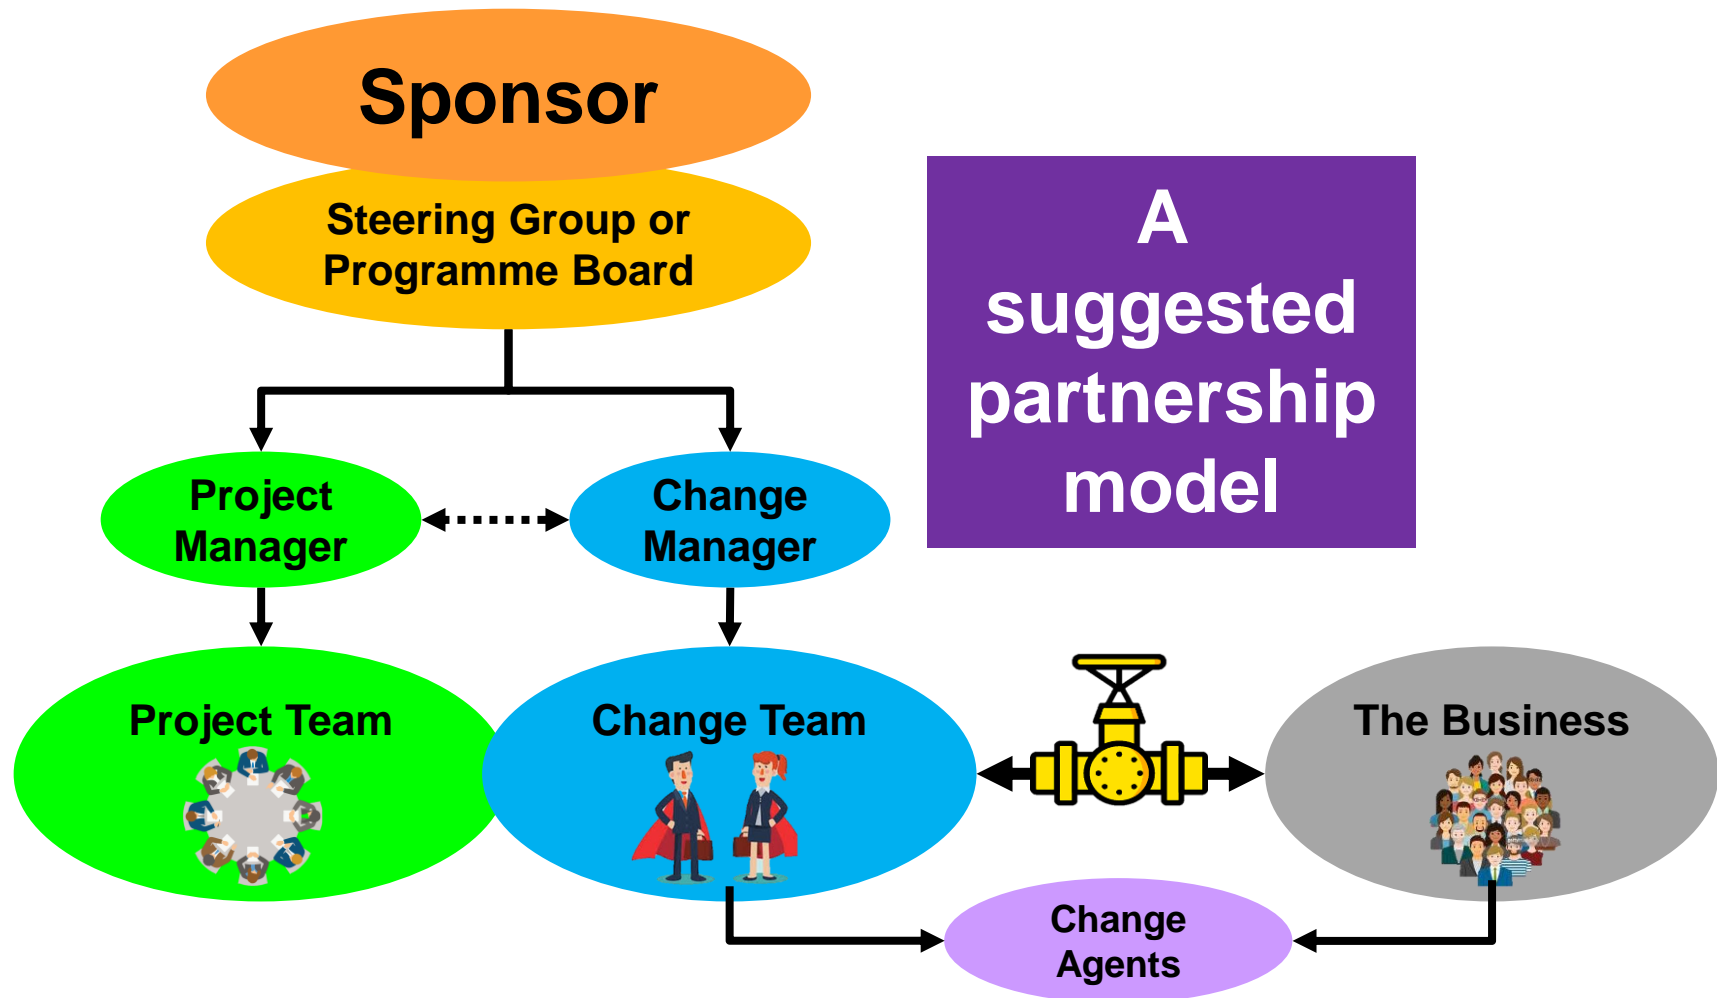 Sponsor
Steering Group or
Programme Board
A
suggested
partnership
model
Project
Manager
Change
Manager
Project Team
Change Team
The Business
Change
Agents